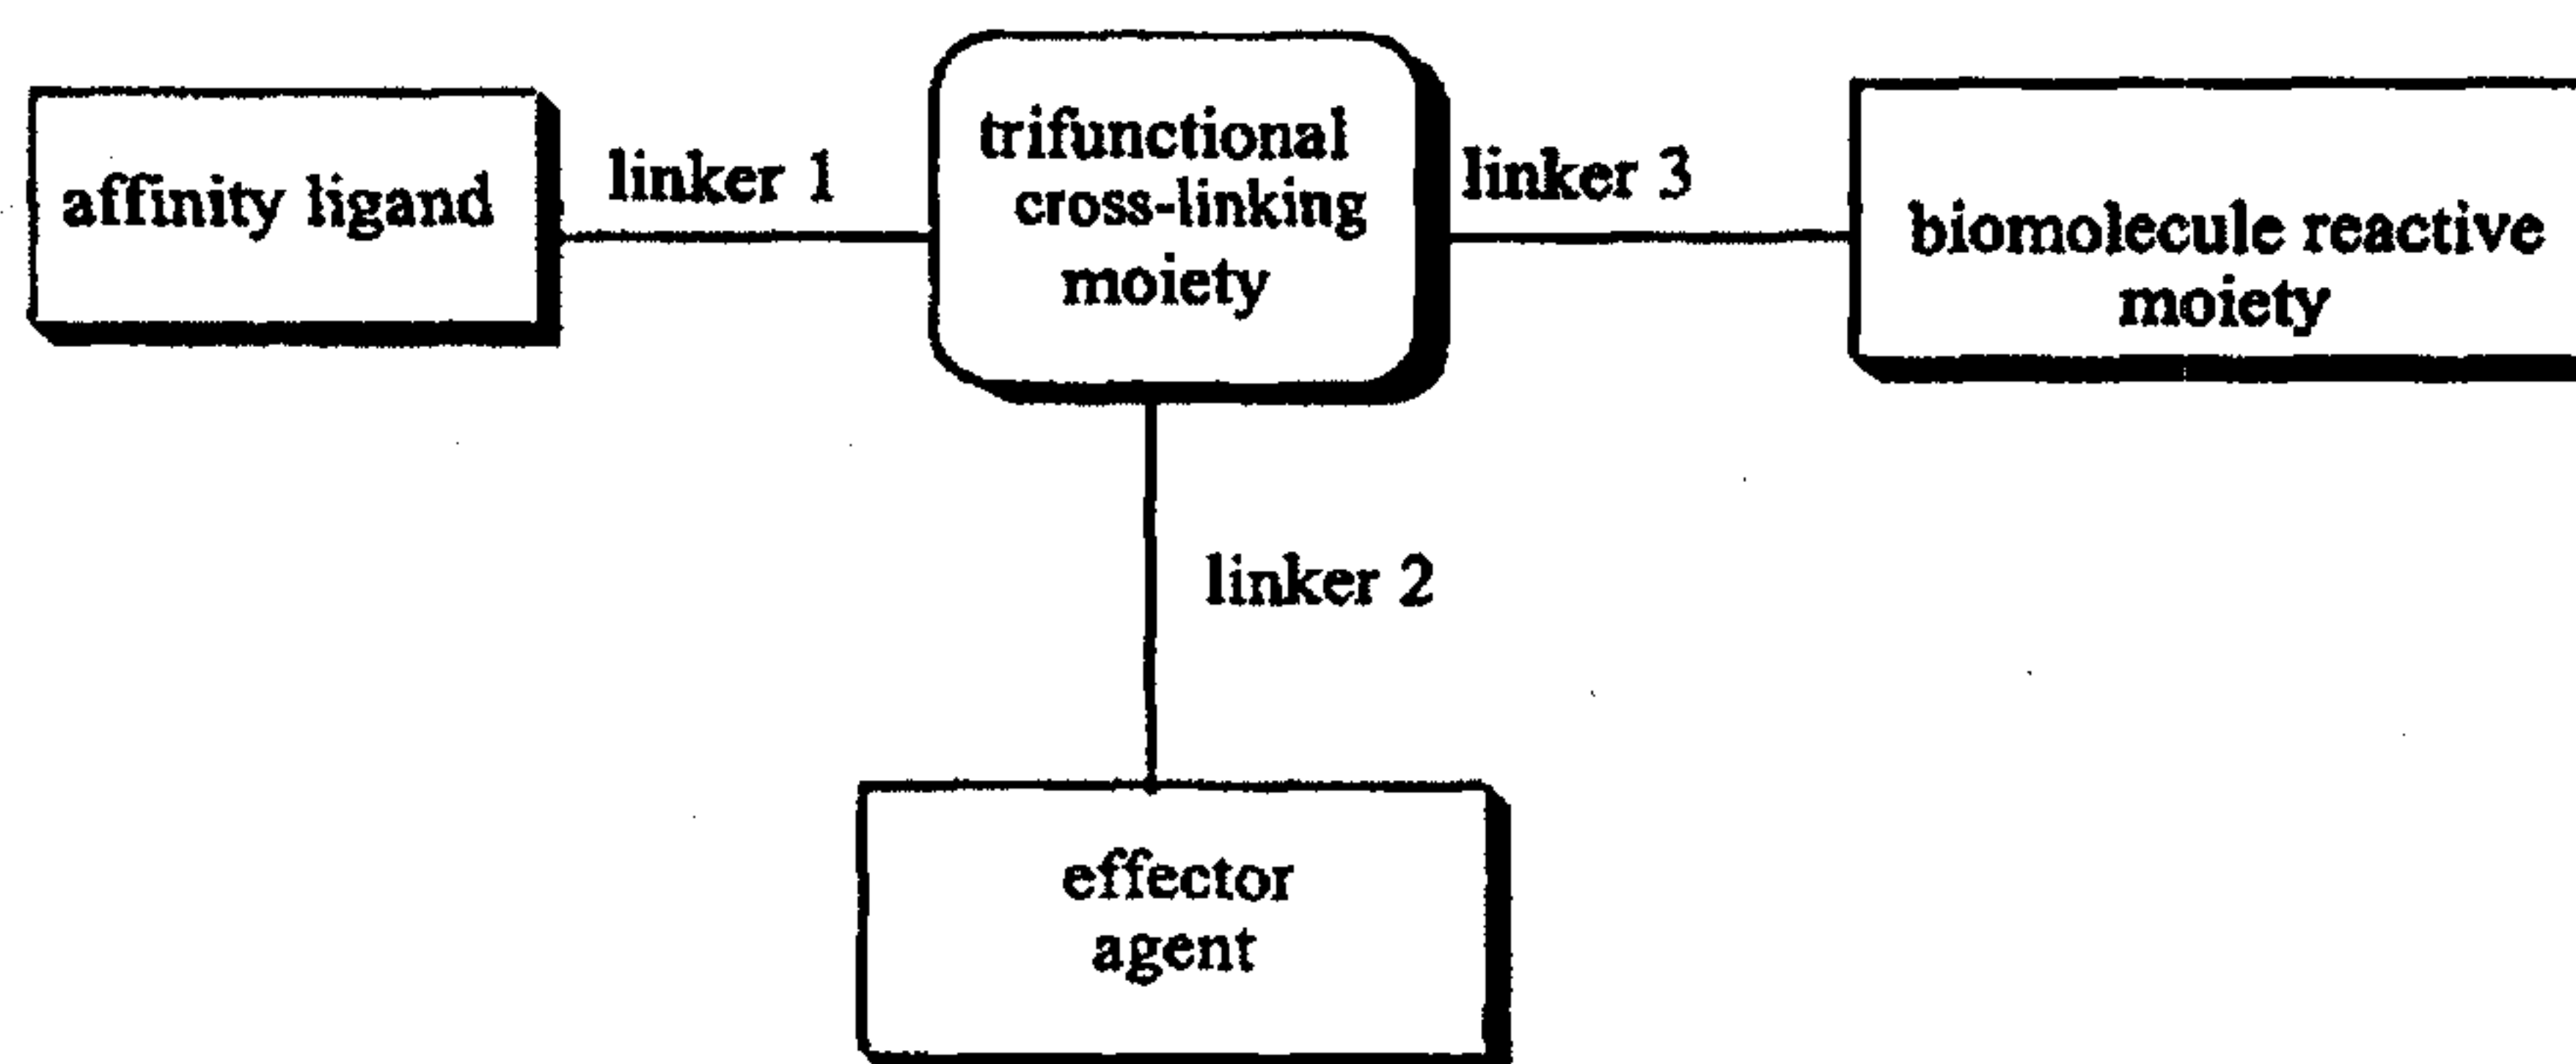 affinity ligand
linker 1
trifunctional
cross-linking
moiety
linker 3
biomolecule reactive
moiety
linker 2
effector
agent